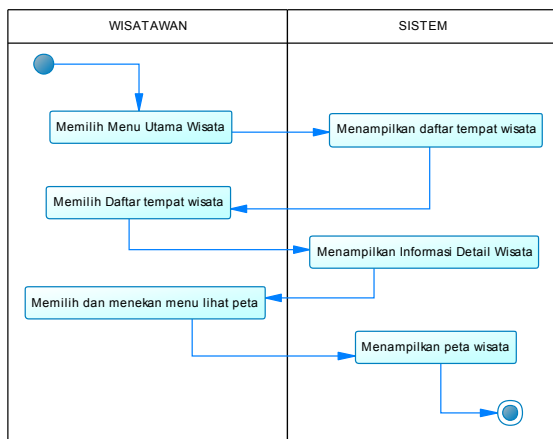 WISATAWAN
SISTEM
Memilih Menu Utama Wisata
Menampilkan daftar tempat wisata
Memilih Daftar tempat wisata
Menampilkan Informasi Detail Wisata
Memilih dan menekan menu lihat peta
Menampilkan peta wisata